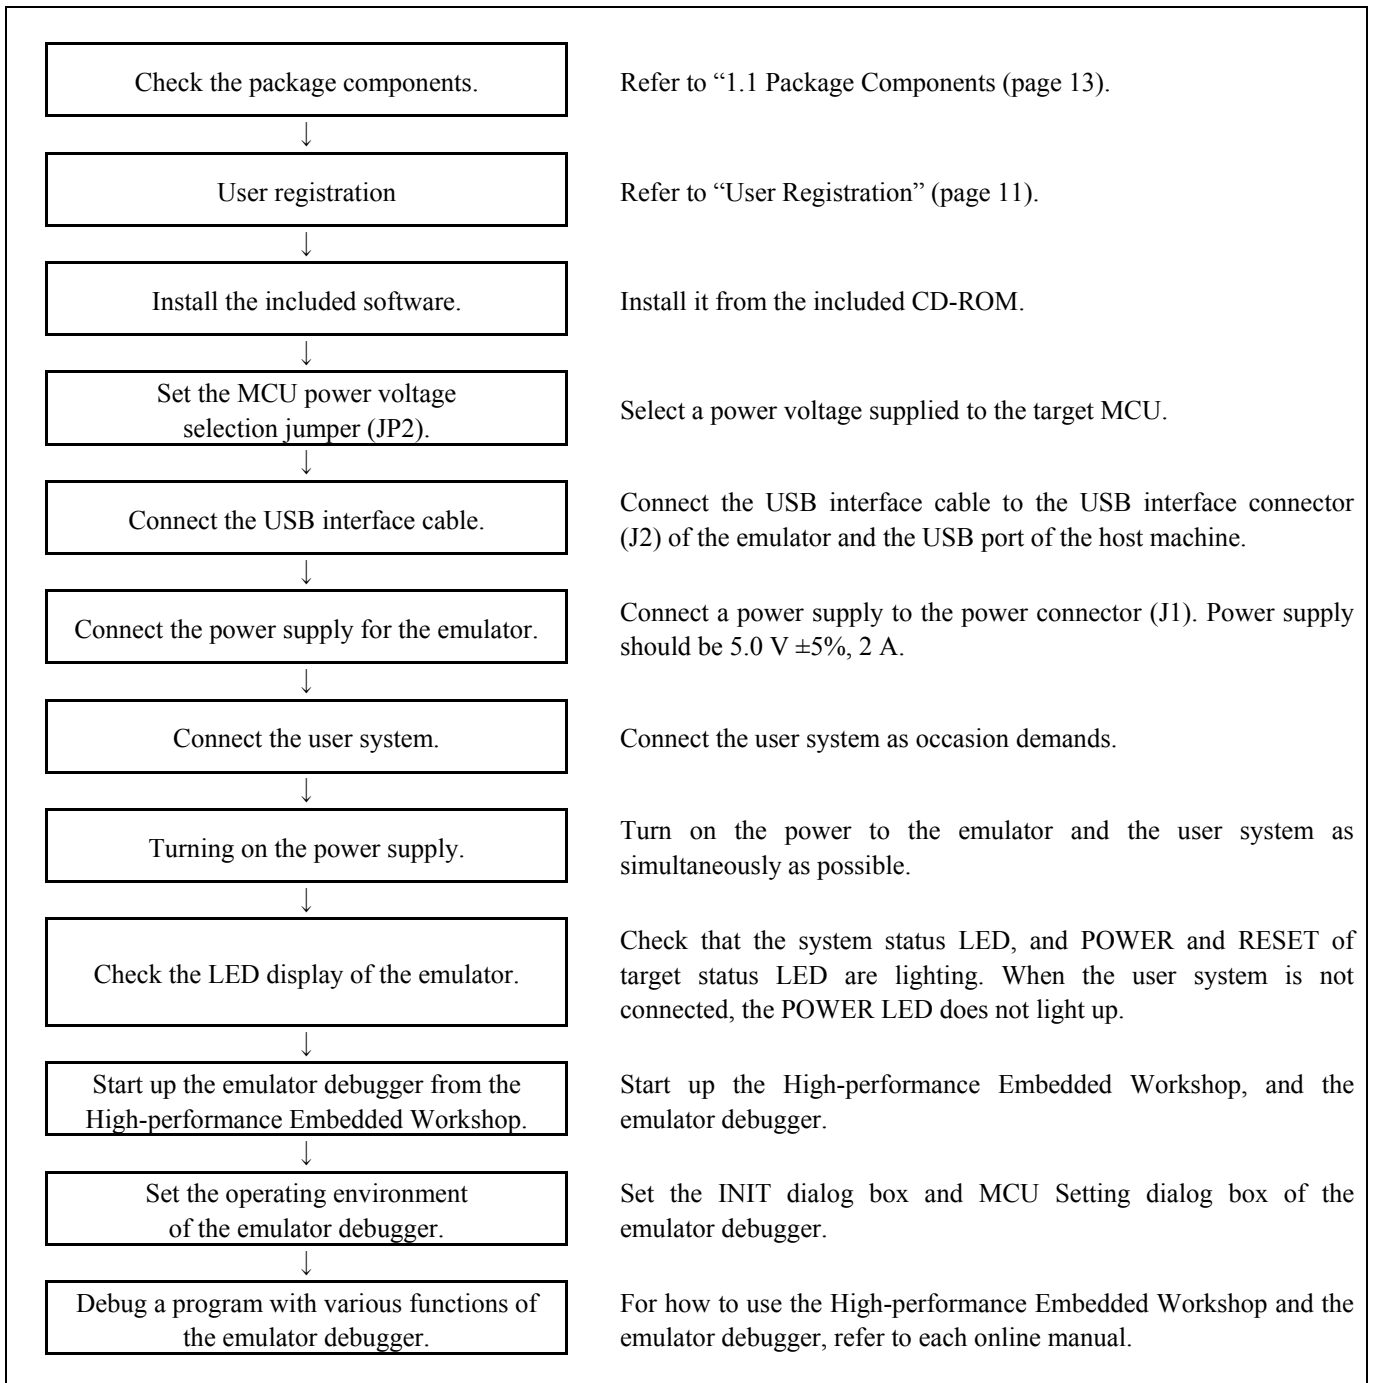 Check the package components.
Refer to “1.1 Package Components (page 13).
↓
User registration
Refer to “User Registration” (page 11).
↓
Install the included software.
Install it from the included CD-ROM.
↓
Set the MCU power voltage
selection jumper (JP2).
Select a power voltage supplied to the target MCU.
↓
Connect the USB interface cable.
Connect the USB interface cable to the USB interface connector
(J2) of the emulator and the USB port of the host machine.
↓
Connect the power supply for the emulator.
Connect a power supply to the power connector (J1). Power supply
should be 5.0 V ±5%, 2 A.
↓
Connect the user system.
Connect the user system as occasion demands.
↓
Turning on the power supply.
Turn on the power to the emulator and the user system as
simultaneously as possible.
↓
Check the LED display of the emulator.
Check that the system status LED, and POWER and RESET of
target status LED are lighting. When the user system is not
connected, the POWER LED does not light up.
↓
Start up the emulator debugger from the
High-performance Embedded Workshop.
Start up the High-performance Embedded Workshop, and the
emulator debugger.
↓
Set the operating environment
of the emulator debugger.
Set the INIT dialog box and MCU Setting dialog box of the
emulator debugger.
↓
Debug a program with various functions of
the emulator debugger.
For how to use the High-performance Embedded Workshop and the
emulator debugger, refer to each online manual.